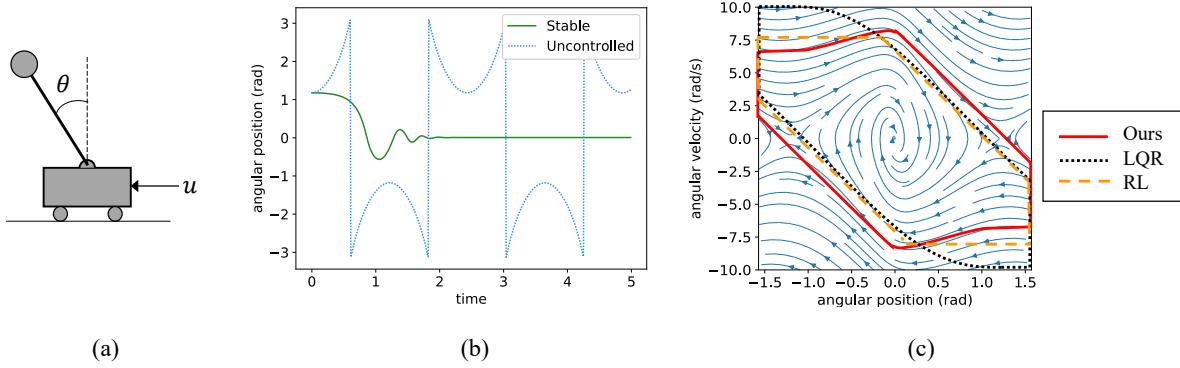 θ
u
(a)
angular position (rad)
3
2
1
0
−1
−2
−3
0
1
2
3
4
5
time
Stable
Uncontrolled
(b)
angular velocity (rad/s)
10.0
7.5
5.0
2.5
0.0
−2.5
−5.0
−7.5
−10.0
−1.5
−1.0
−0.5
0.0
0.5
1.0
1.5
angular position (rad)
Ours
LQR
RL
(c)